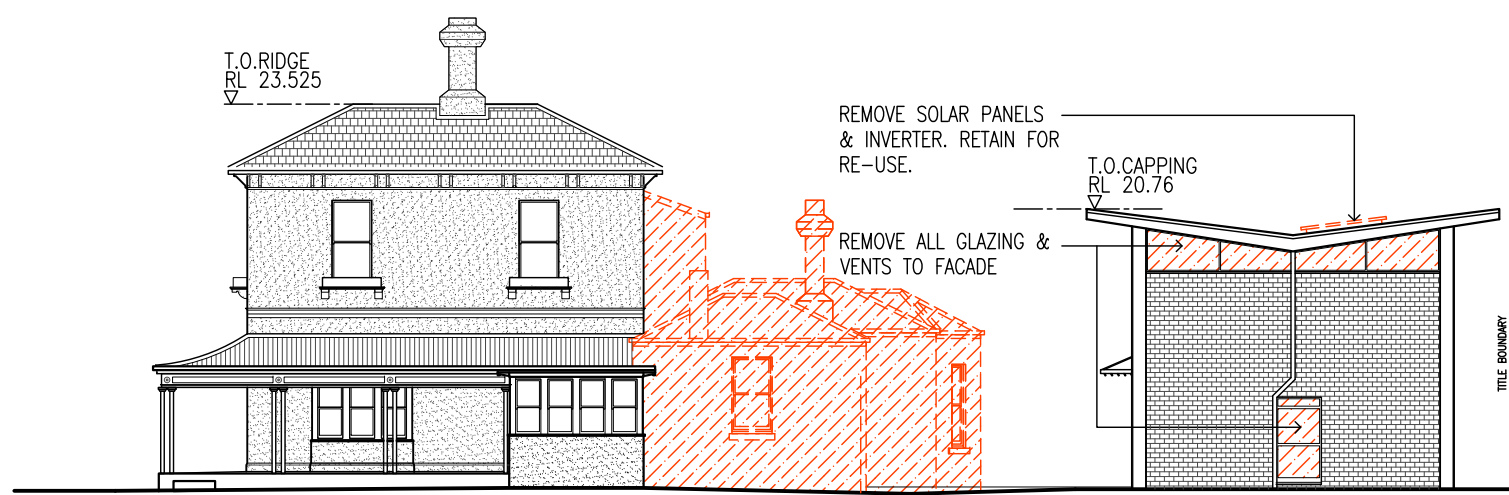 T.O.RIDGE
RL 23.525
REMOVE SOLAR PANELS
& INVERTER. RETAIN FOR
RE-USE.
T.O.CAPPING
RL 20.76
REMOVE ALL GLAZING &
VENTS TO FACADE
TITLE BOUNDARY